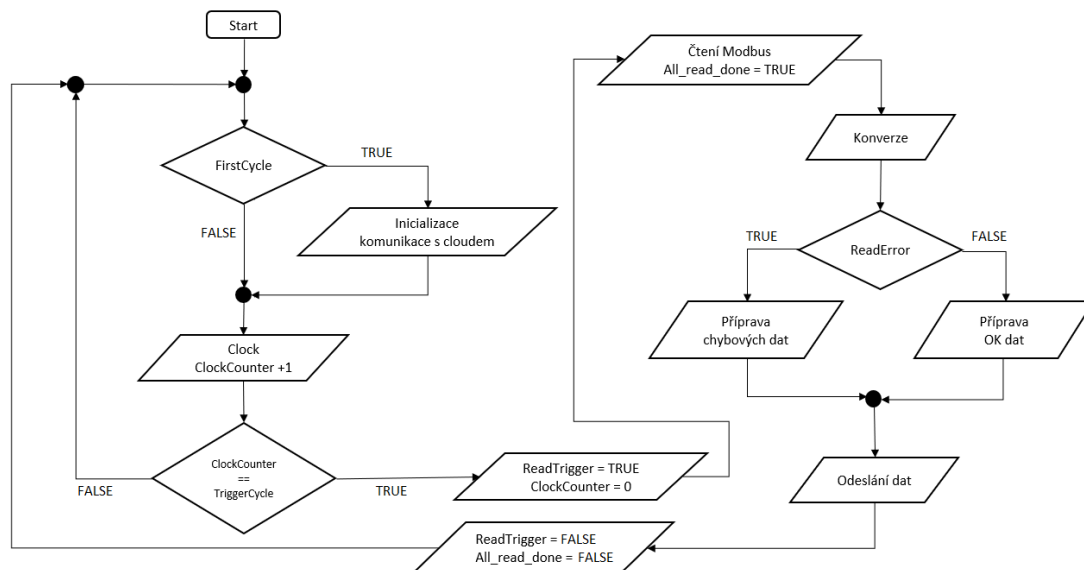 Start
FirstCycle
TRUE
FALSE
Inicializace
komunikace s cloudem
Clock
ClockCounter +1
ClockCounter
==
TriggerCycle
FALSE
TRUE
ReadTrigger = TRUE
ClockCounter = 0
Čtení Modbus
All_read_done = TRUE
Konverze
ReadError
TRUE
FALSE
Příprava
chybových dat
Příprava
OK dat
Odeslání dat
ReadTrigger = FALSE
All_read_done = FALSE